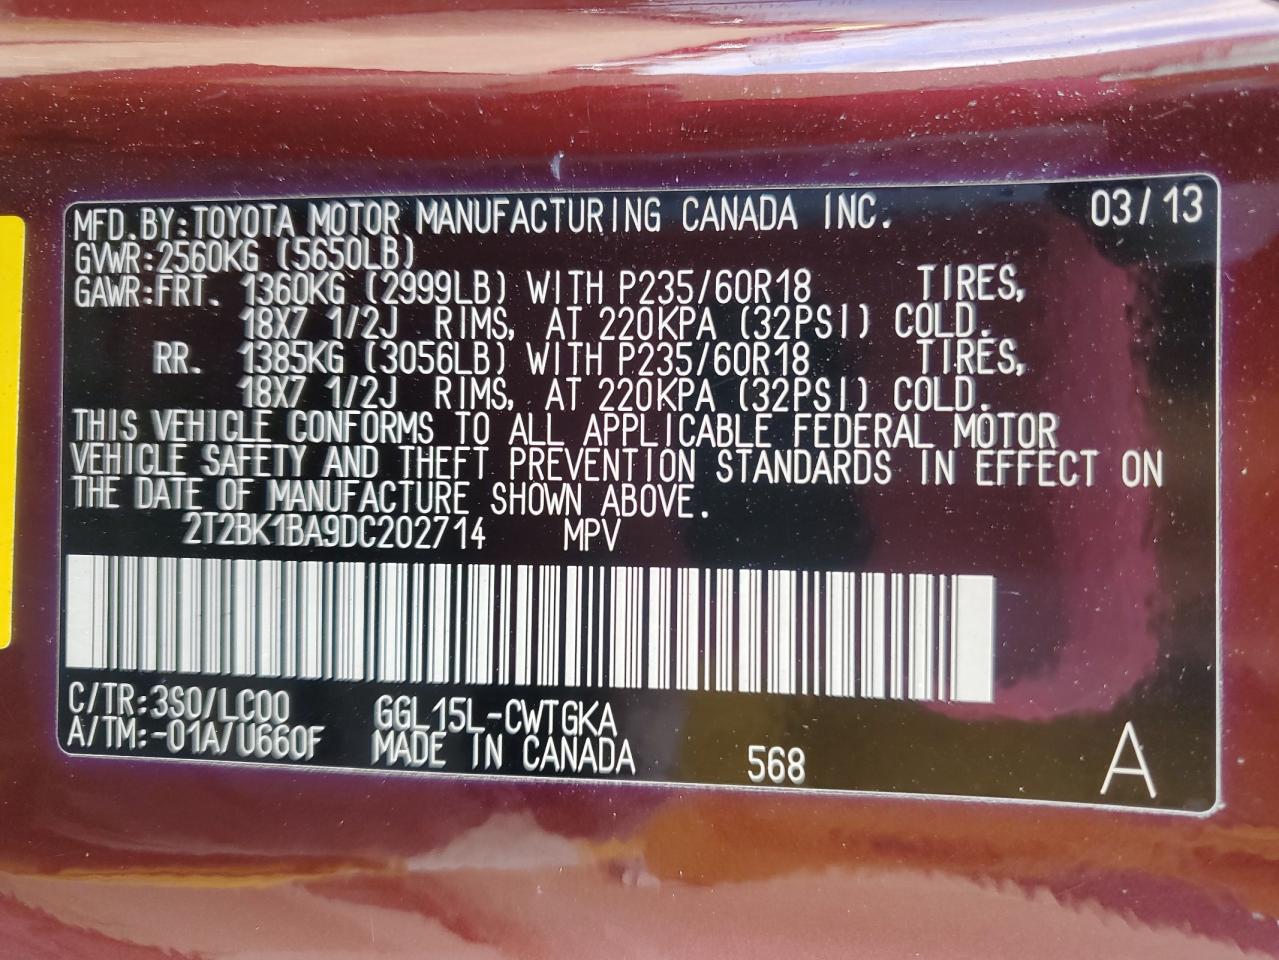 MFD.BY:TOYOTA MOTOR MANUFACTURING CANADA INC. 03/13
GVWR:2560KG (5650LB)
GAWR:FRT. 1360KG (2999LB) WITH P235/60R18 TIRES,
18X7 1/2J RIMS, AT 220KPA (32PSI) COLD.
RR. 1385KG (3056LB) WITH P235/60R18 TIRES,
18X7 1/2J RIMS, AT 220KPA (32PSI) COLD.
THIS VEHICLE CONFORMS TO ALL APPLICABLE FEDERAL MOTOR
VEHICLE SAFETY AND THEFT PREVENTION STANDARDS IN EFFECT ON
THE DATE OF MANUFACTURE SHOWN ABOVE.
2T2BK1BA9DC202714 MPV
C/TR:3S0/LC00 GGL15L-CWTGKA
A/TM:-01A/U660F MADE IN CANADA 568 A